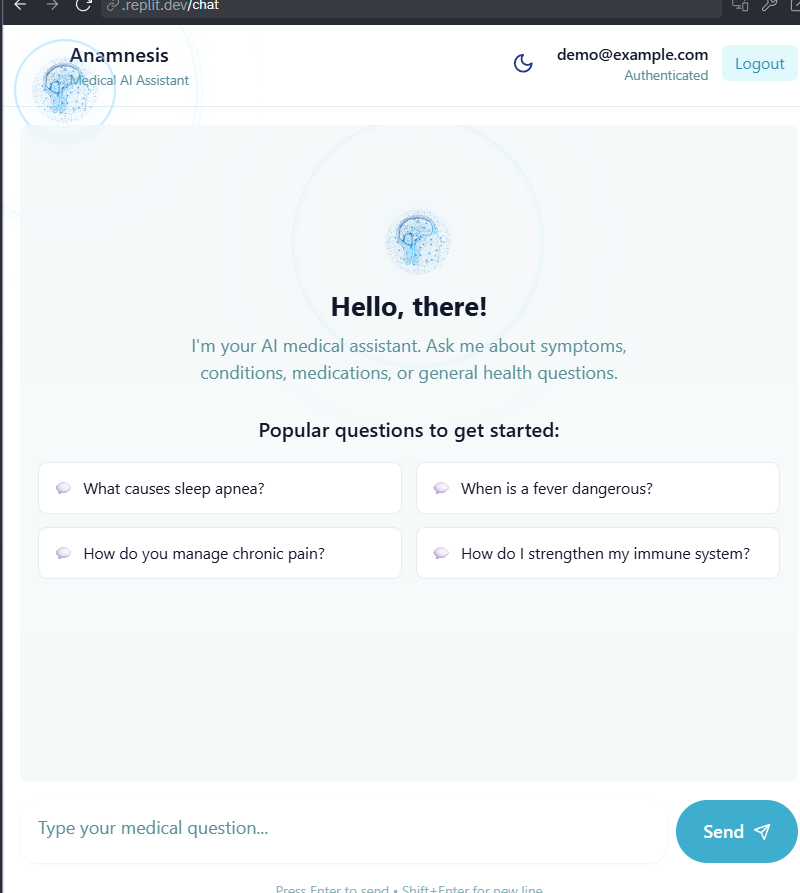 .replit.dev/chat
Anamnesis
Medical AI Assistant
demo@example.com
Authenticated
Logout
Hello, there!
I'm your AI medical assistant. Ask me about symptoms,
conditions, medications, or general health questions.
Popular questions to get started:
What causes sleep apnea?
When is a fever dangerous?
How do you manage chronic pain?
How do I strengthen my immune system?
Type your medical question...
Send
Press Enter to send • Shift+Enter for new line